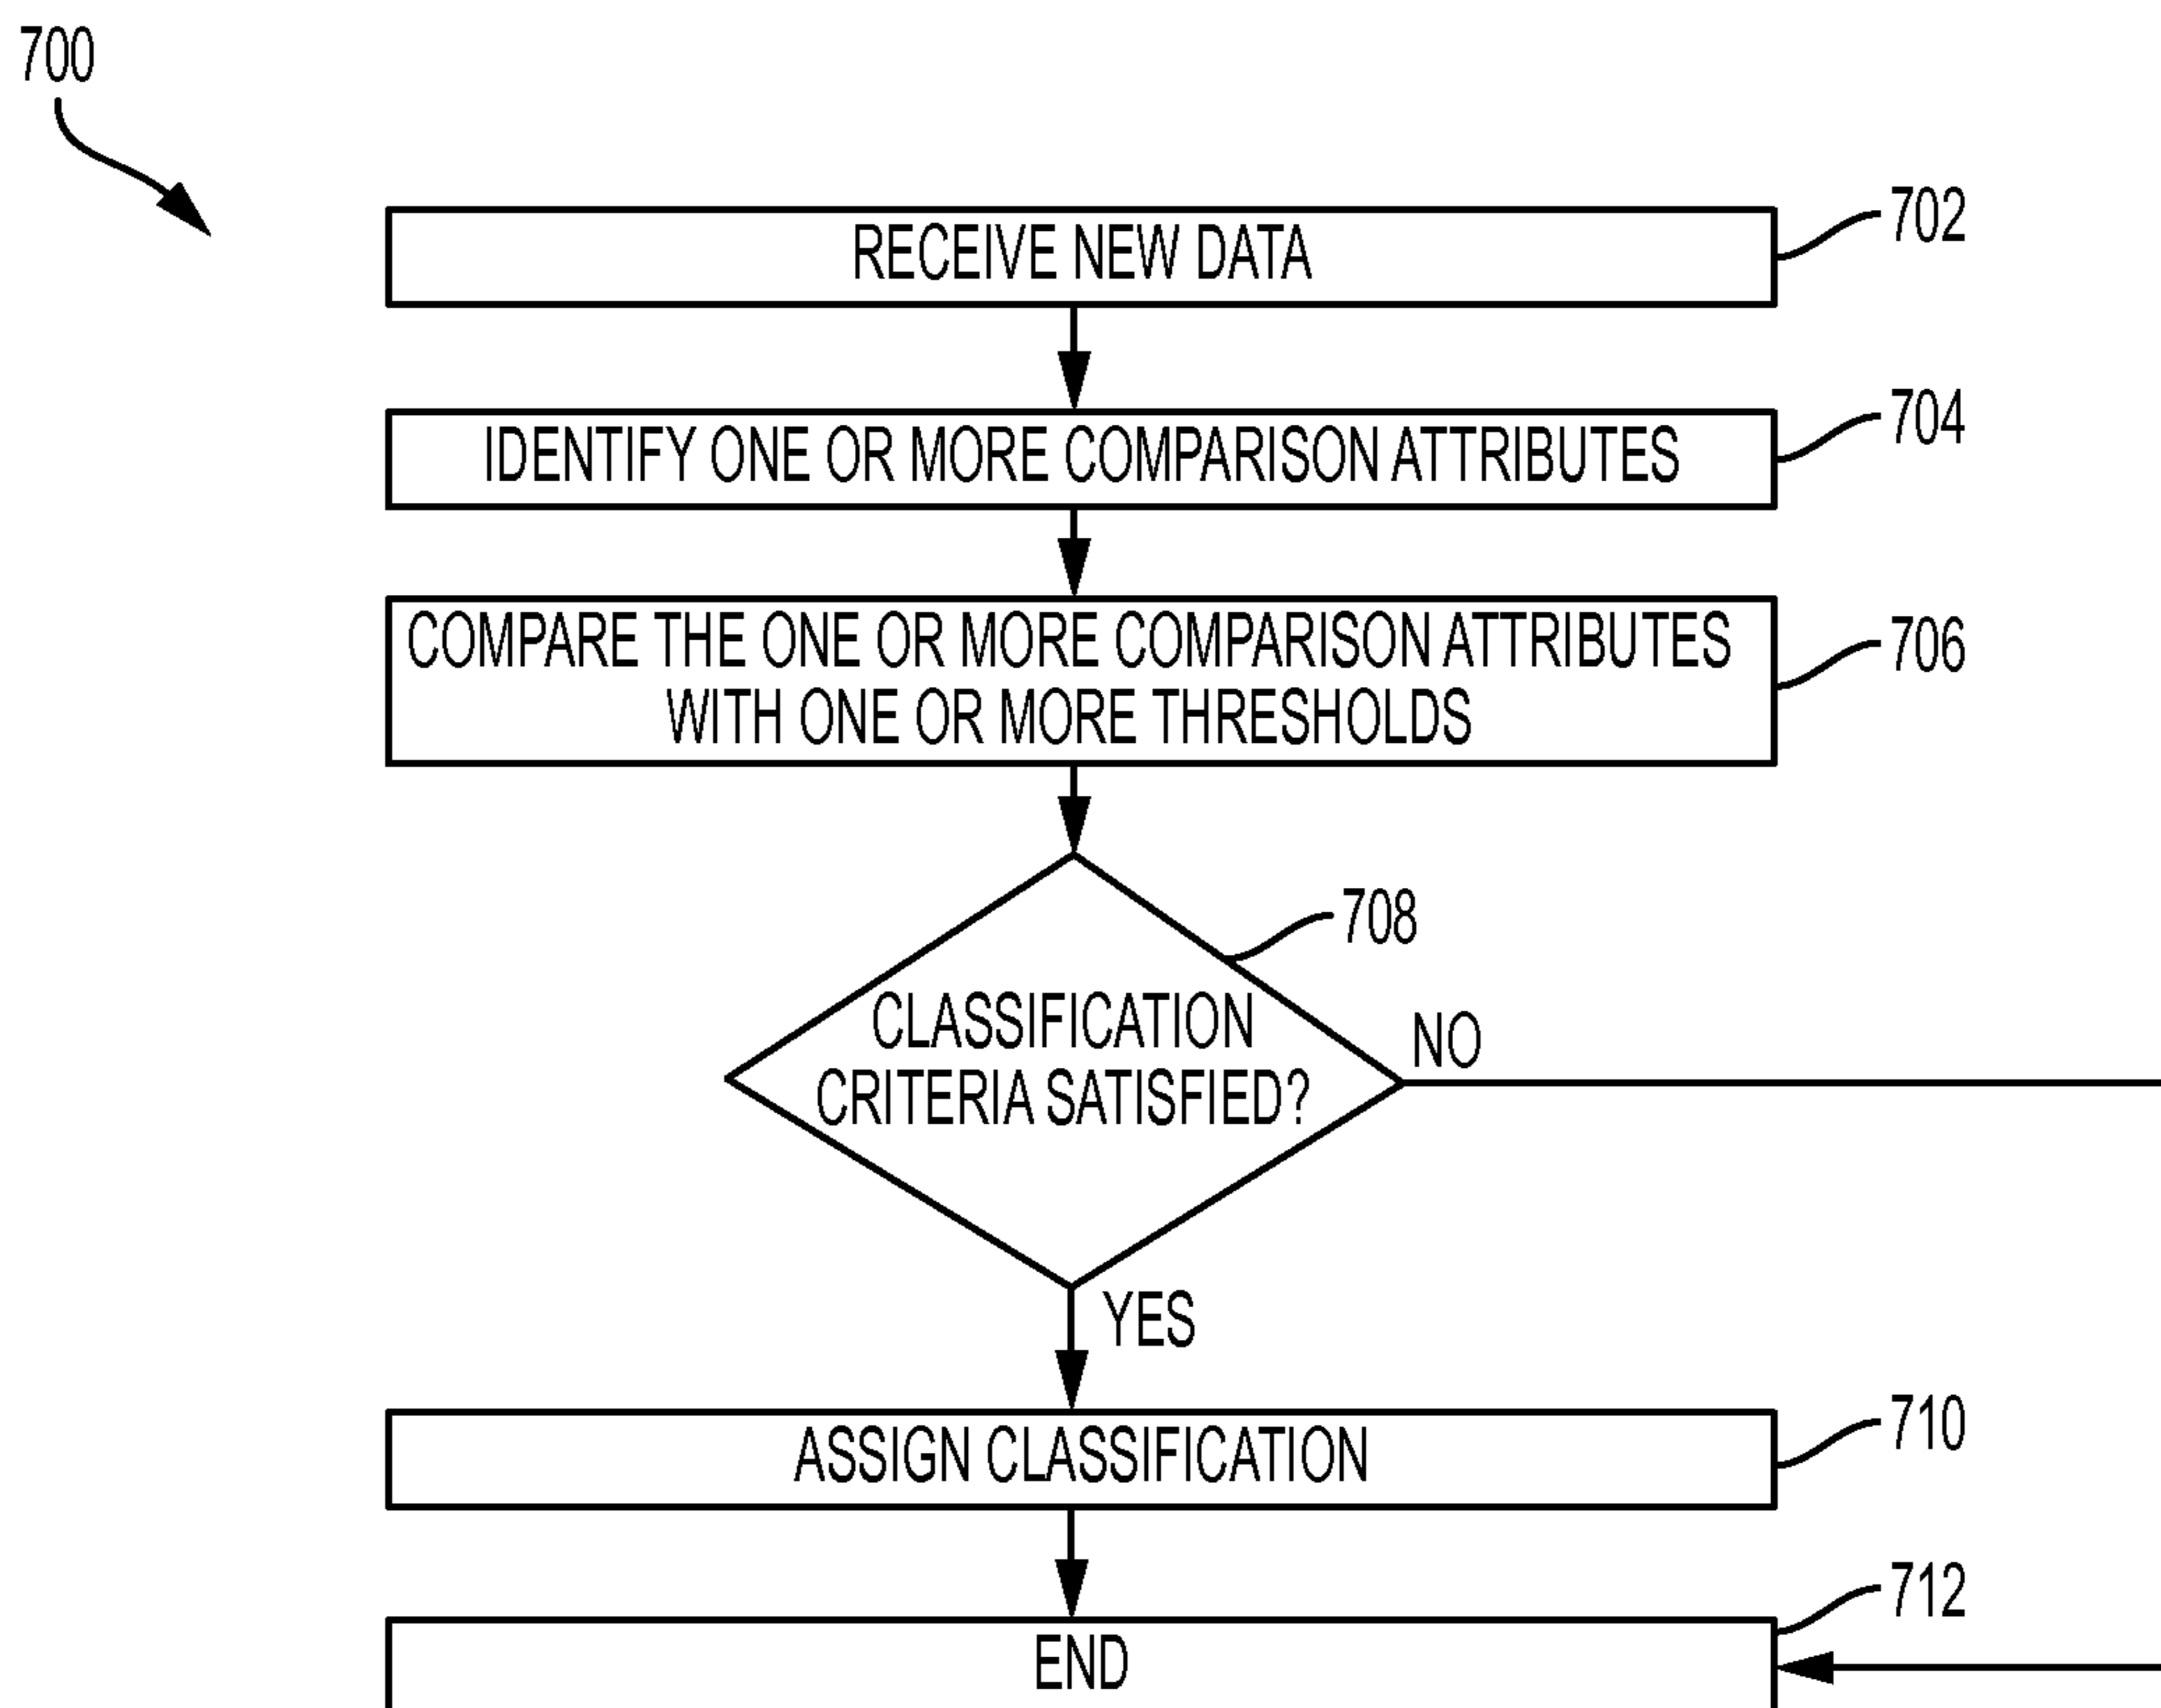 700
RECEIVE NEW DATA
702
IDENTIFY ONE OR MORE COMPARISON ATTRIBUTES
704
COMPARE THE ONE OR MORE COMPARISON ATTRIBUTES
WITH ONE OR MORE THRESHOLDS
706
708
CLASSIFICATION
CRITERIA SATISFIED?
NO
YES
ASSIGN CLASSIFICATION
710
712
END